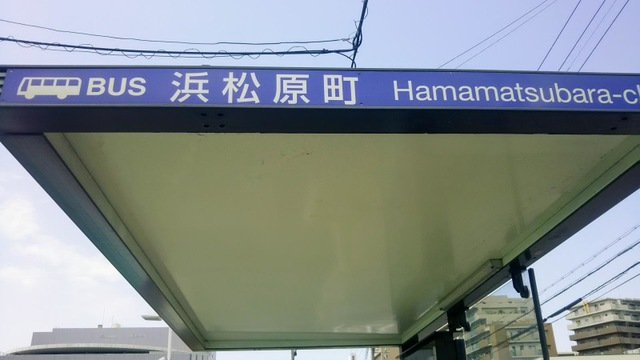 BUS 浜松原町 Hamamatsubara-c